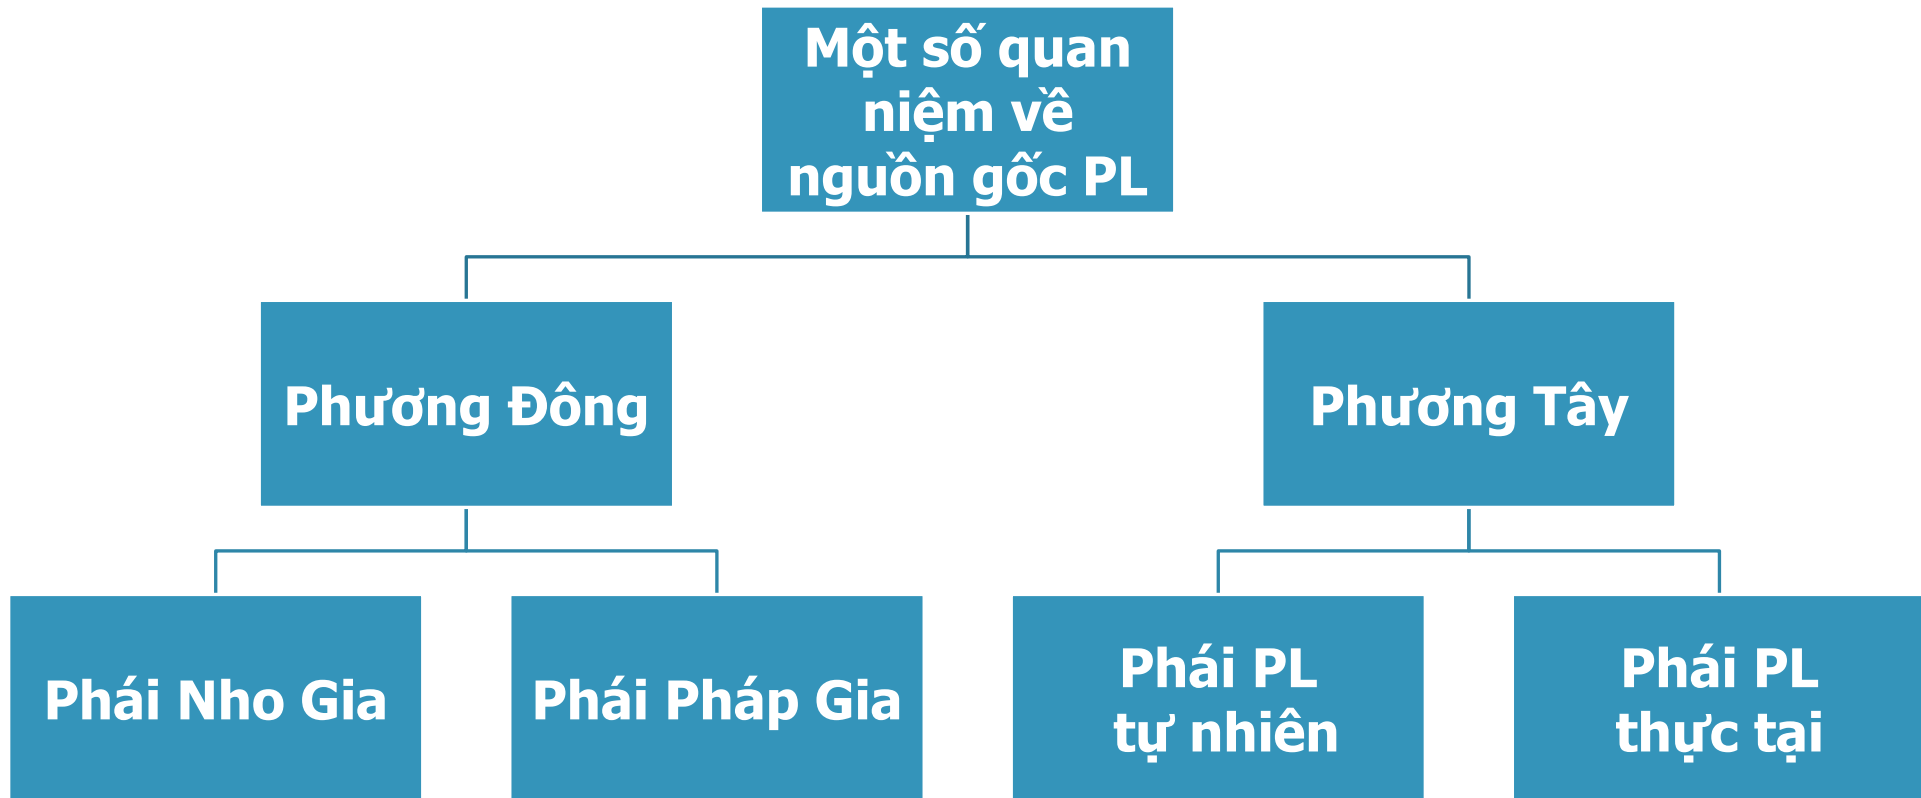 Một số quan
niệm về
nguồn gốc PL
Phương Đông
Phương Tây
Phái Nho Gia
Phái Pháp Gia
Phái PL
tự nhiên
Phái PL
thực tại